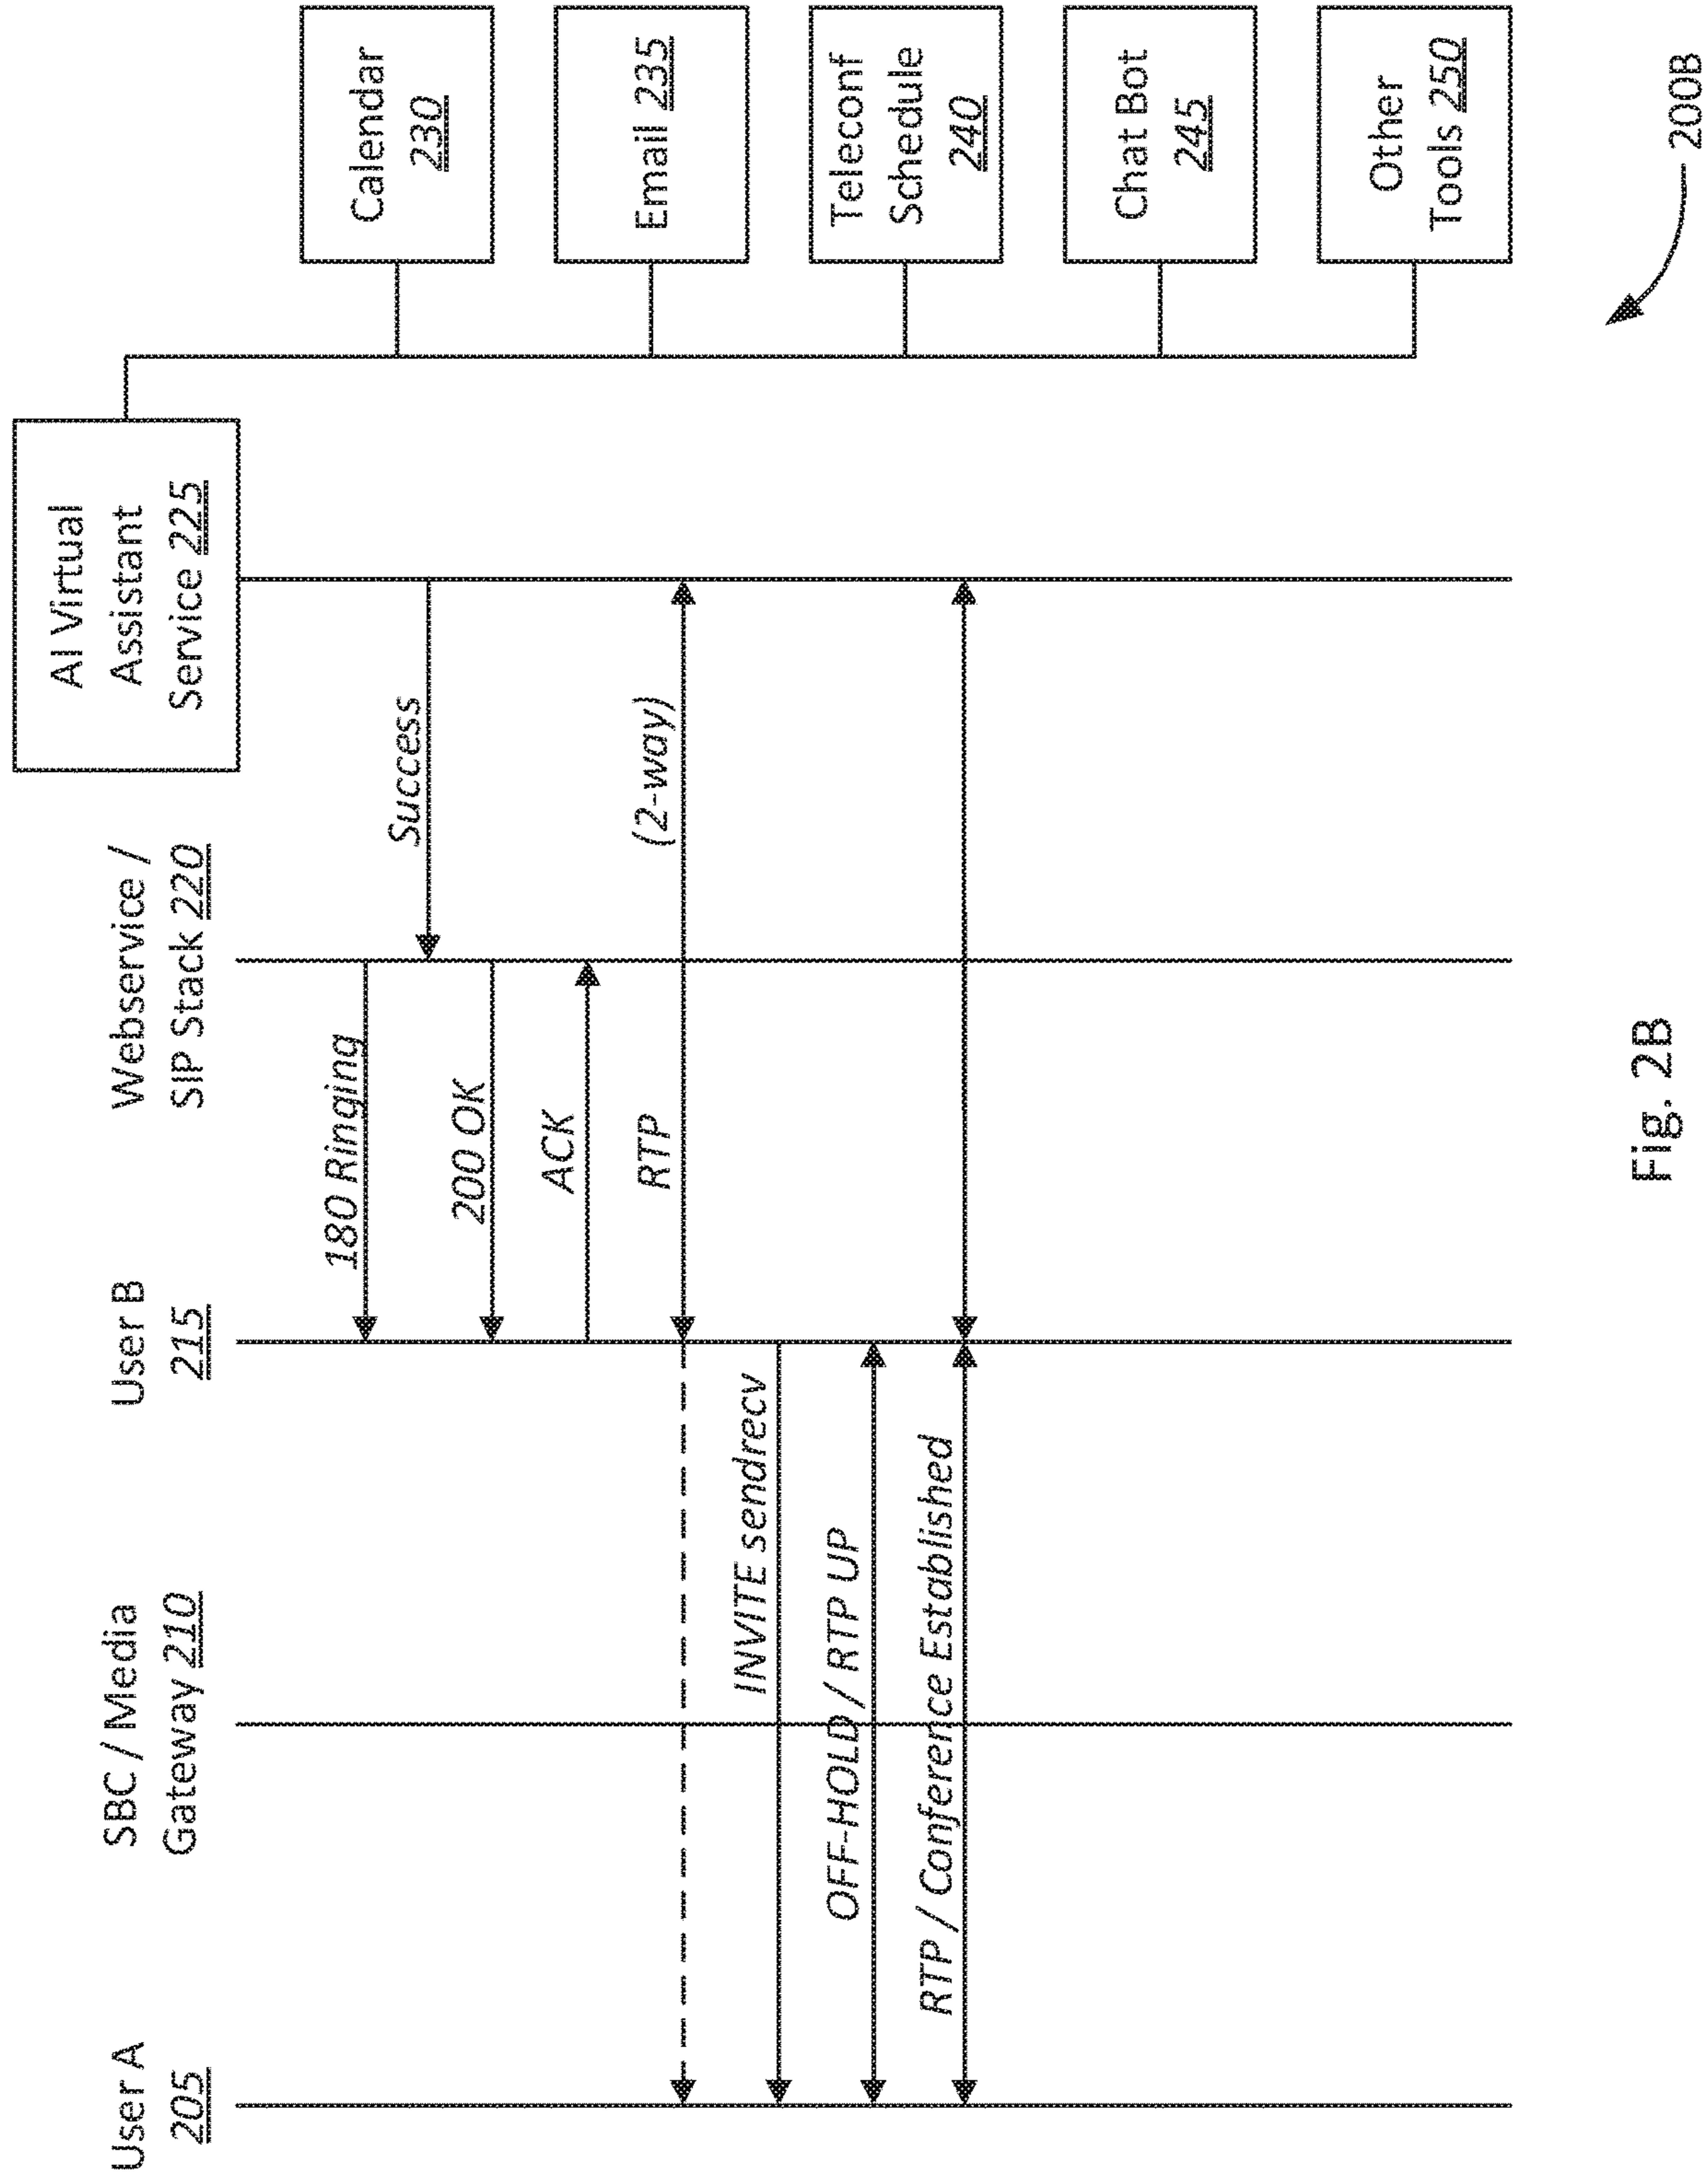 User A
205
SBC / Media
Gateway 210
User B
215
Webservice /
SIP Stack 220
AI Virtual
Assistant
Service 225
Calendar
230
Email 235
Teleconf
Schedule
240
Chat Bot
245
Other
Tools 250
180 Ringing
Success
200 OK
ACK
RTP
(2-way)
INVITE sendrecv
OFF-HOLD / RTP UP
RTP / Conference Established
Fig. 2B
200B